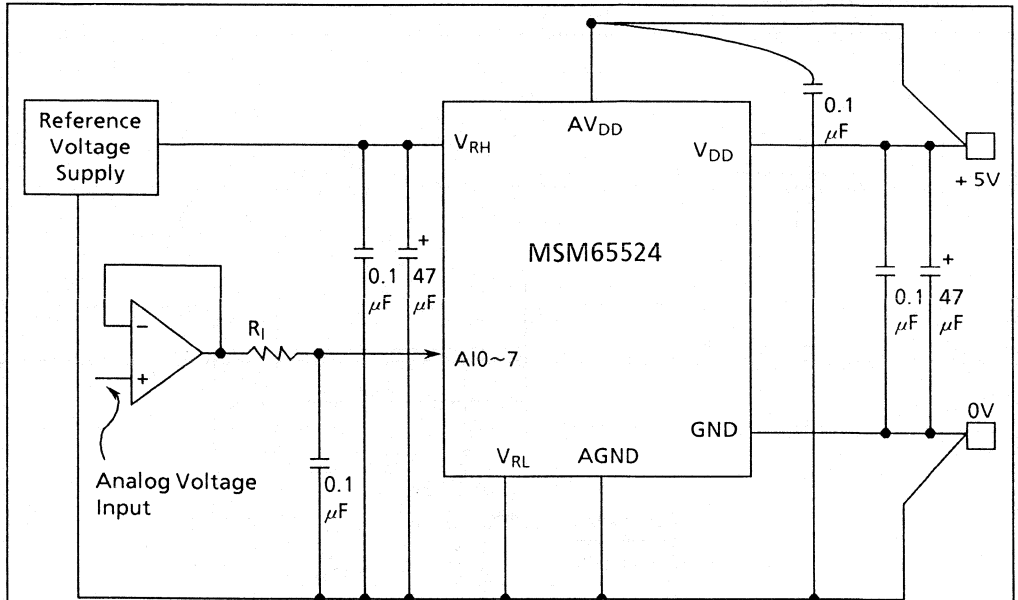 Reference
Voltage
Supply
V_RH
AV_DD
0.1
μF
V_DD
+ 5V
MSM65524
+
0.1
μF
47
μF
+
0.1
μF
47
μF
−
+
R_I
AI0~7
Analog Voltage
Input
0.1
μF
V_RL
AGND
GND
0V